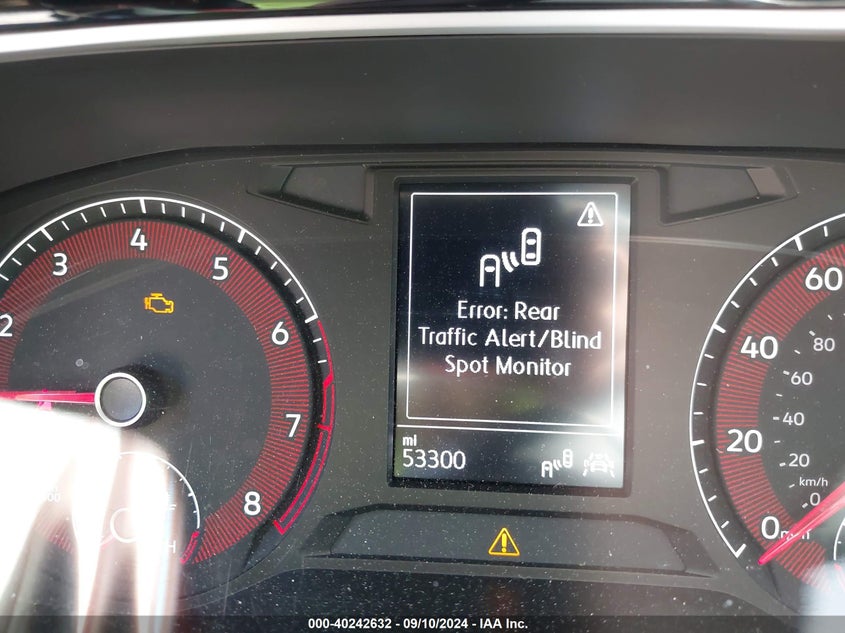 Error: Rear
Traffic Alert/Blind
Spot Monitor
mi
53300
2
3
4
5
6
7
8
H
60
40
20
0
80
60
40
20
km/h
0
000-40242632 - 09/10/2024 - IAA Inc.